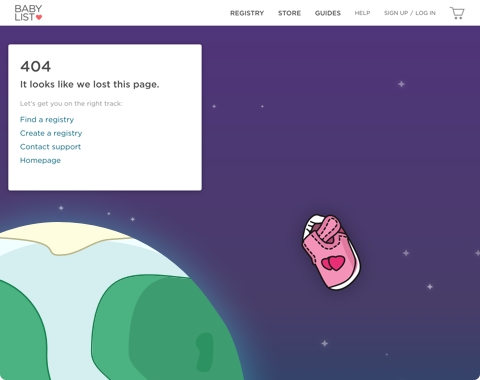 BABY
LIST
REGISTRY STORE GUIDES HELP SIGN UP / LOG IN
404
It looks like we lost this page.
Let's get you on the right track:
Find a registry
Create a registry
Contact support
Homepage